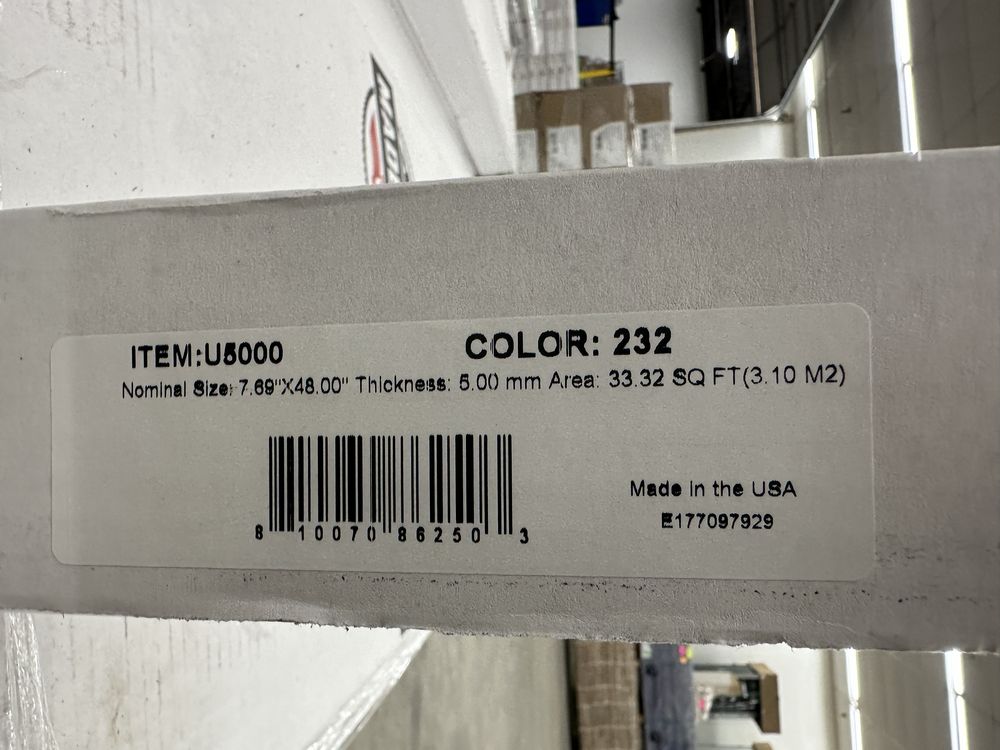 ITEM:U5000
COLOR: 232
Nominal Size: 7.69"X48.00" Thickness: 5.00 mm Area: 33.32 SQ FT(3.10 M2)
8 10070 86250 3
Made in the USA
E177097929